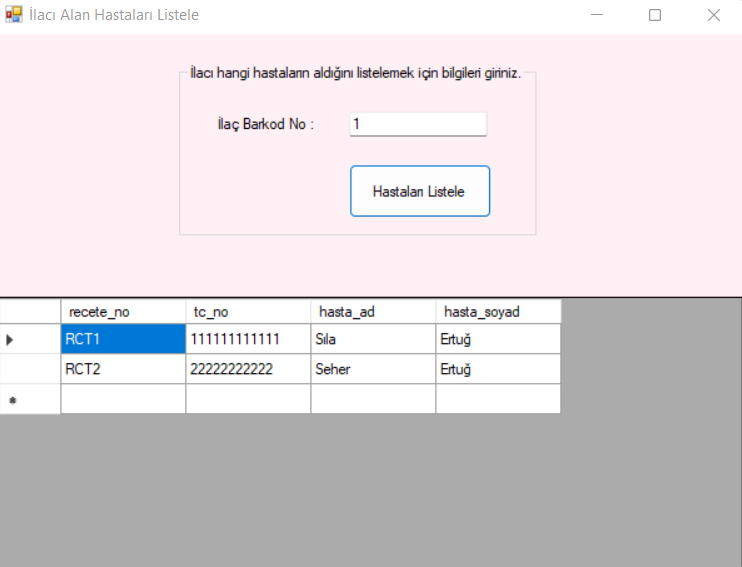 İlacı Alan Hastaları Listele
İlacı hangi hastaların aldığını listelemek için bilgileri giriniz.
İlaç Barkod No : 1
Hastaları Listele
recete_no tc_no hasta_ad hasta_soyad
RCT1 111111111111 Sıla Ertuğ
RCT2 22222222222 Seher Ertuğ